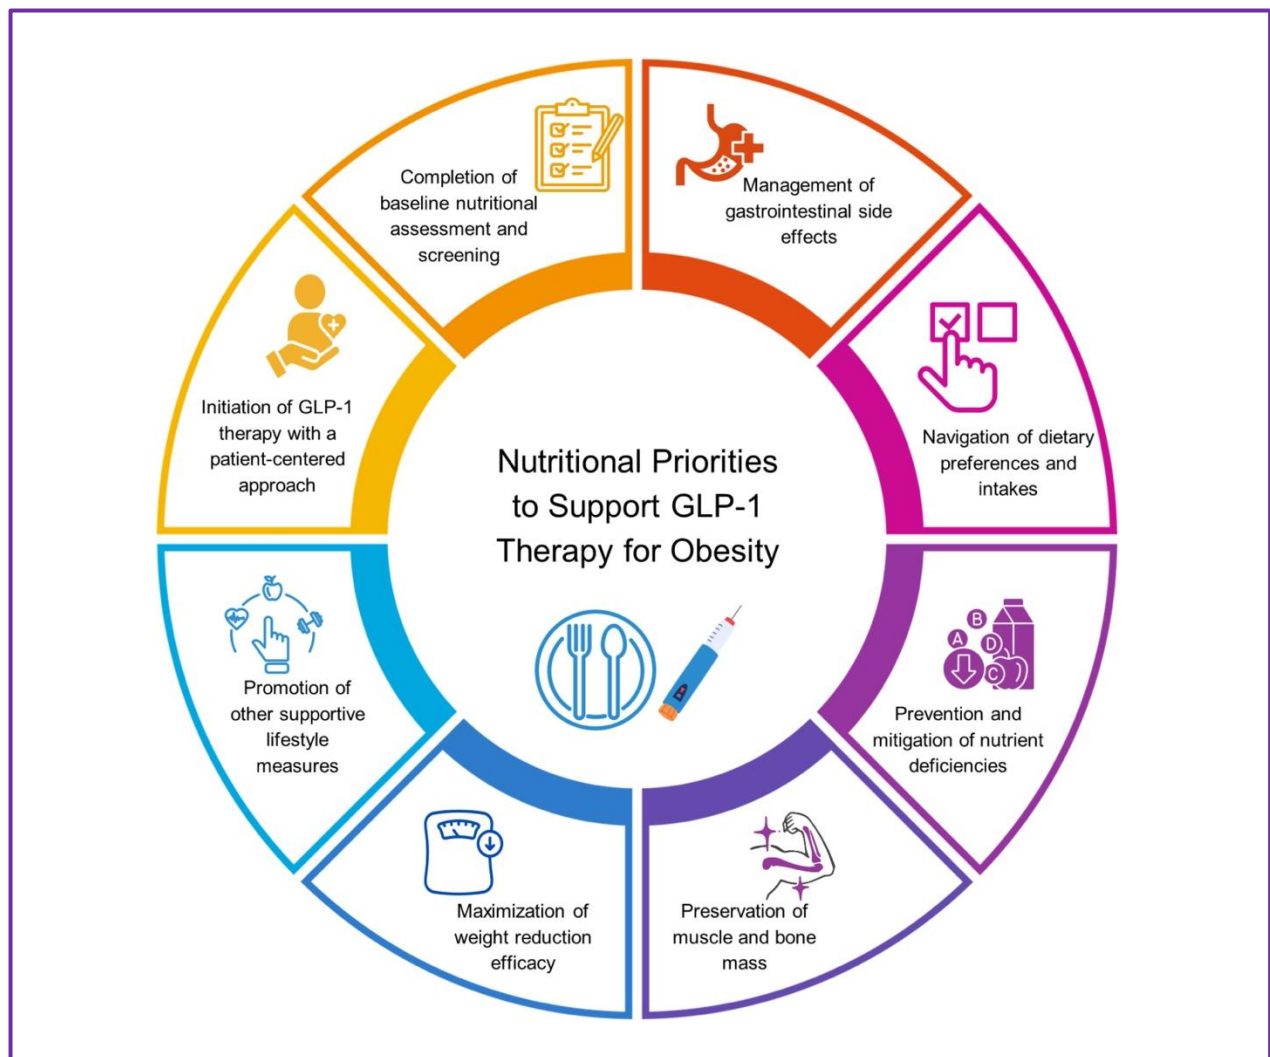 Nutritional Priorities
to Support GLP-1
Therapy for Obesity
Initiation of GLP-1
therapy with a
patient-centered
approach
Completion of
baseline nutritional
assessment and
screening
Management of
gastrointestinal side
effects
Navigation of dietary
preferences and
intakes
B
A
D
C
Prevention and
mitigation of nutrient
deficiencies
Preservation of
muscle and bone
mass
Maximization of
weight reduction
efficacy
Promotion of
other supportive
lifestyle
measures